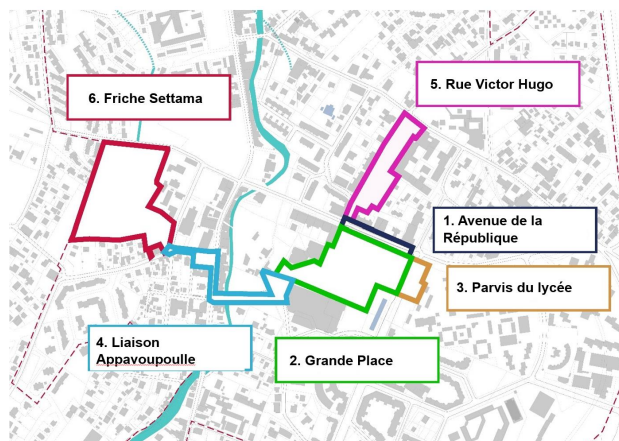 6. Friche Settama
5. Rue Victor Hugo
1. Avenue de la
République
3. Parvis du lycée
4. Liaison
Appavoupoulle
2. Grande Place